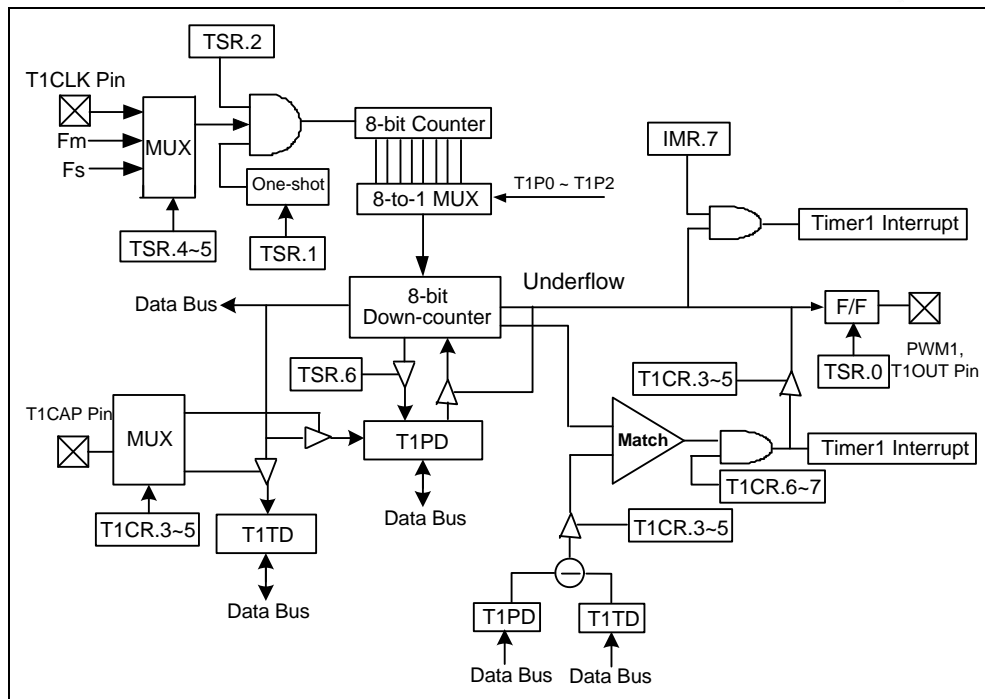 TSR.2
T1CLK Pin
MUX
Fm
Fs
8-bit Counter
IMR.7
One-shot
8-to-1 MUX
T1P0 ~ T1P2
Timer1 Interrupt
TSR.4~5
TSR.1
Underflow
Data Bus
8-bit
Down-counter
F/F
TSR.6
T1CR.3~5
TSR.0
PWM1,
T1OUT Pin
T1CAP Pin
MUX
T1PD
Match
Timer1 Interrupt
T1CR.6~7
T1CR.3~5
T1TD
Data Bus
T1CR.3~5
Data Bus
T1PD
T1TD
Data Bus
Data Bus